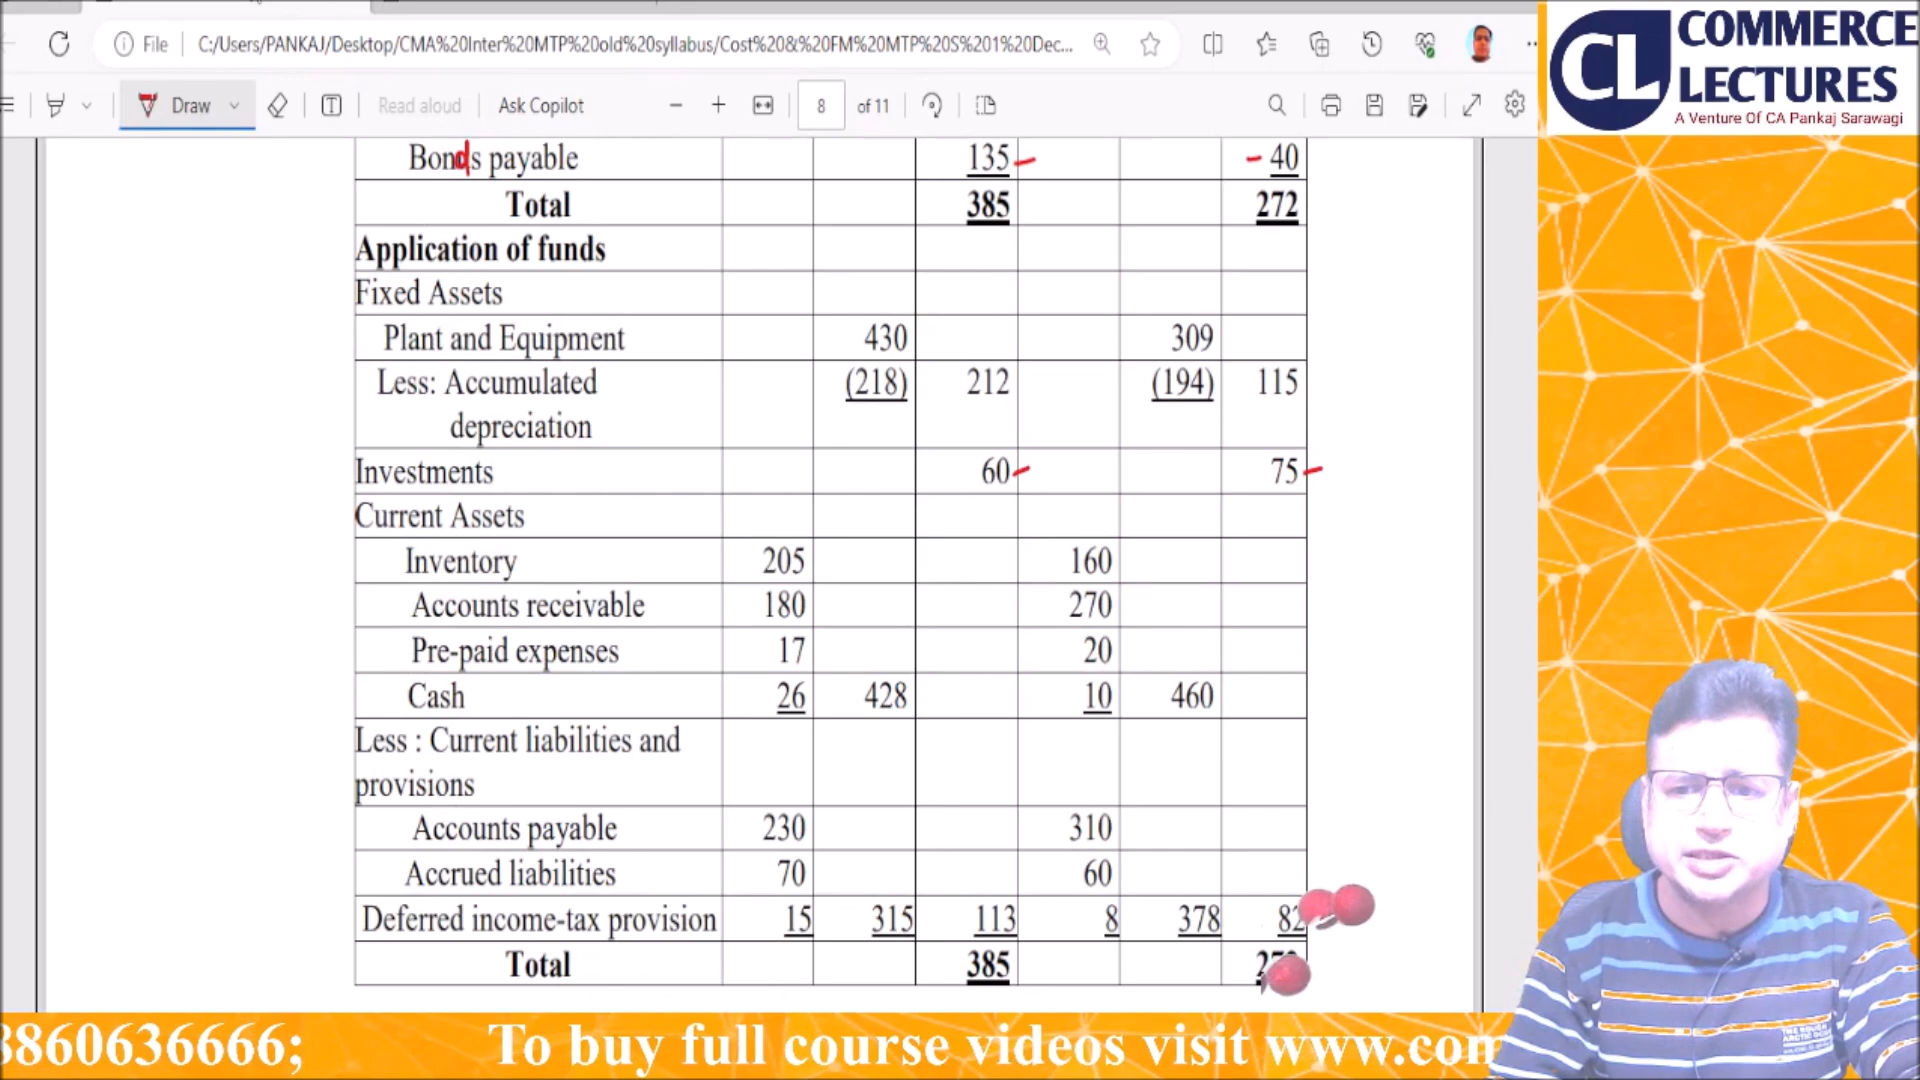 File C:/Users/PANKAJ/Desktop/CMA%20Inter%20MTP%20old%20syllabus/Cost%20&%20FM%20MTP%20S%201%20Dec...
Draw Read aloud Ask Copilot 8 of 11
CL COMMERCE
LECTURES
A Venture Of CA Pankaj Sarawagi
Bonds payable 135 40
Total 385 272
Application of funds
Fixed Assets
Plant and Equipment 430 309
Less: Accumulated (218) 212 (194) 115
depreciation
Investments 60 75
Current Assets
Inventory 205 160
Accounts receivable 180 270
Pre-paid expenses 17 20
Cash 26 428 10 460
Less : Current liabilities and
provisions
Accounts payable 230 310
Accrued liabilities 70 60
Deferred income-tax provision 15 315 113 8 378 82
Total 385
8860636666; To buy full course videos visit www.com